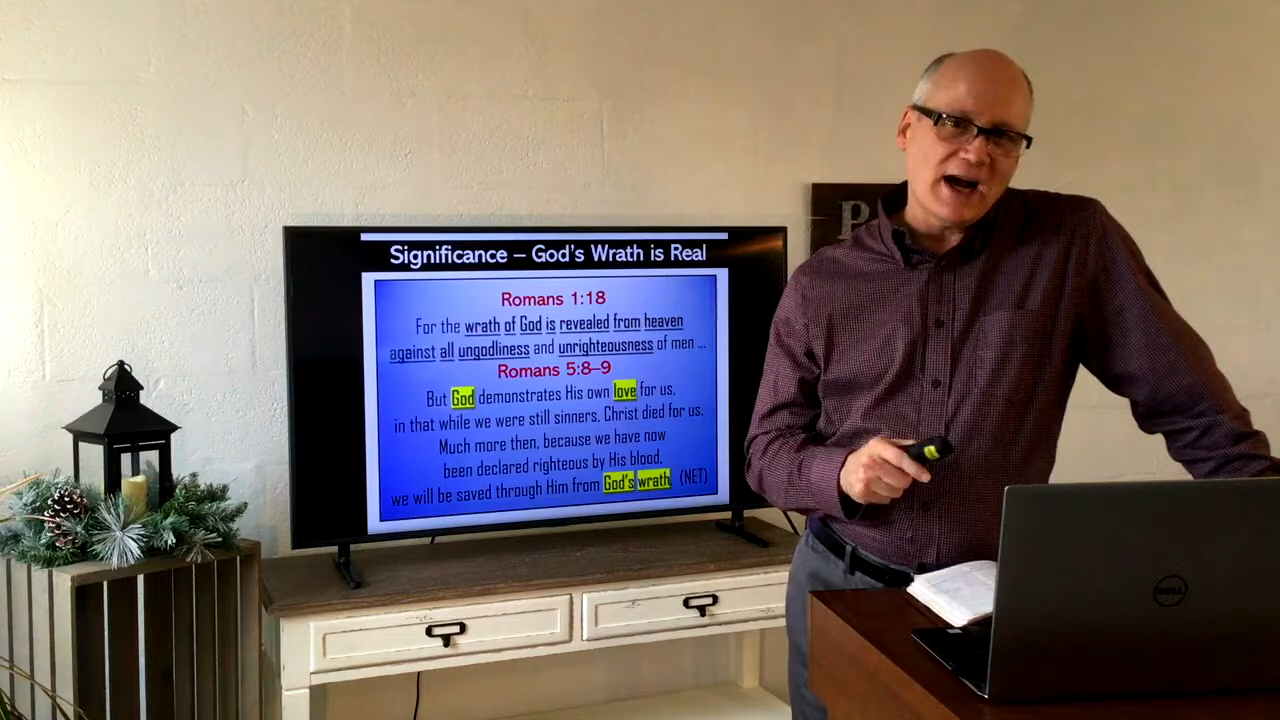 Significance – God's Wrath is Real
Romans 1:18
For the wrath of God is revealed from heaven
against all ungodliness and unrighteousness of men ...
Romans 5:8–9
But God demonstrates His own love for us,
in that while we were still sinners, Christ died for us.
Much more then, because we have now
been declared righteous by His blood,
we will be saved through Him from God's wrath. (NET)
P
DELL